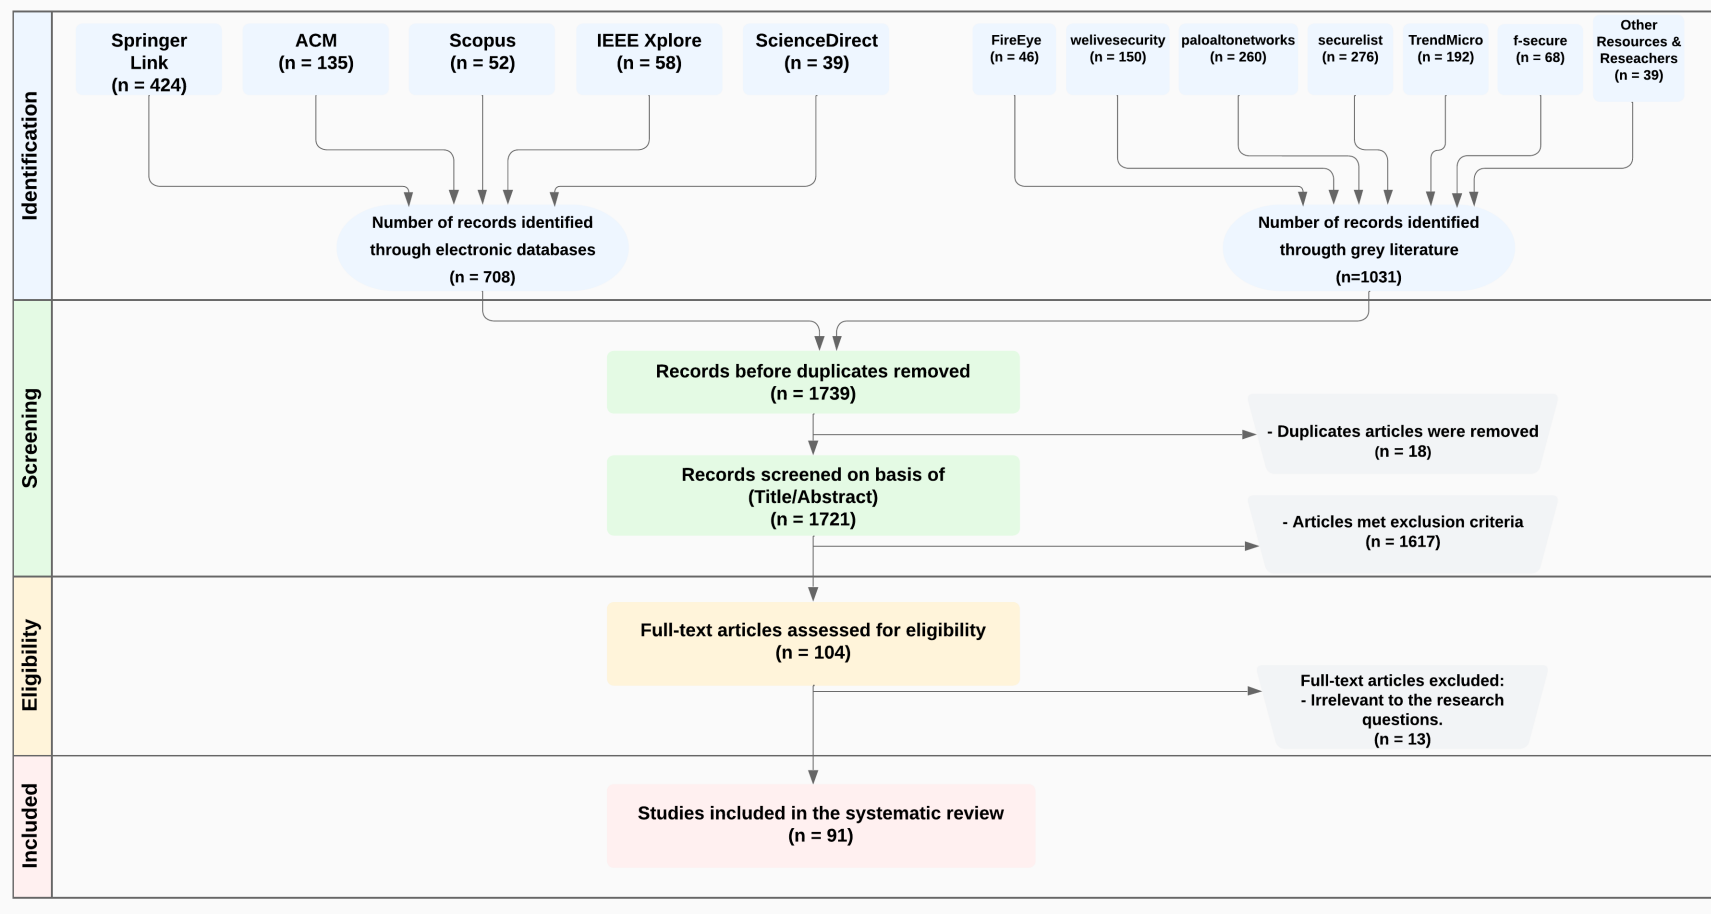 Identification
Springer
Link
(n = 424)
ACM
(n = 135)
Scopus
(n = 52)
IEEE Xplore
(n = 58)
ScienceDirect
(n = 39)
FireEye
(n = 46)
welivesecurity
(n = 150)
paloaltonetworks
(n = 260)
securelist
(n = 276)
TrendMicro
(n = 192)
f-secure
(n = 68)
Other
Resources &
Reseachers
(n = 39)
Number of records identified
through electronic databases
(n = 708)
Number of records identified
througth grey literature
(n=1031)
Screening
Records before duplicates removed
(n = 1739)
- Duplicates articles were removed
(n = 18)
Records screened on basis of
(Title/Abstract)
(n = 1721)
- Articles met exclusion criteria
(n = 1617)
Eligibility
Full-text articles assessed for eligibility
(n = 104)
Full-text articles excluded:
- Irrelevant to the research
questions.
(n = 13)
Included
Studies included in the systematic review
(n = 91)